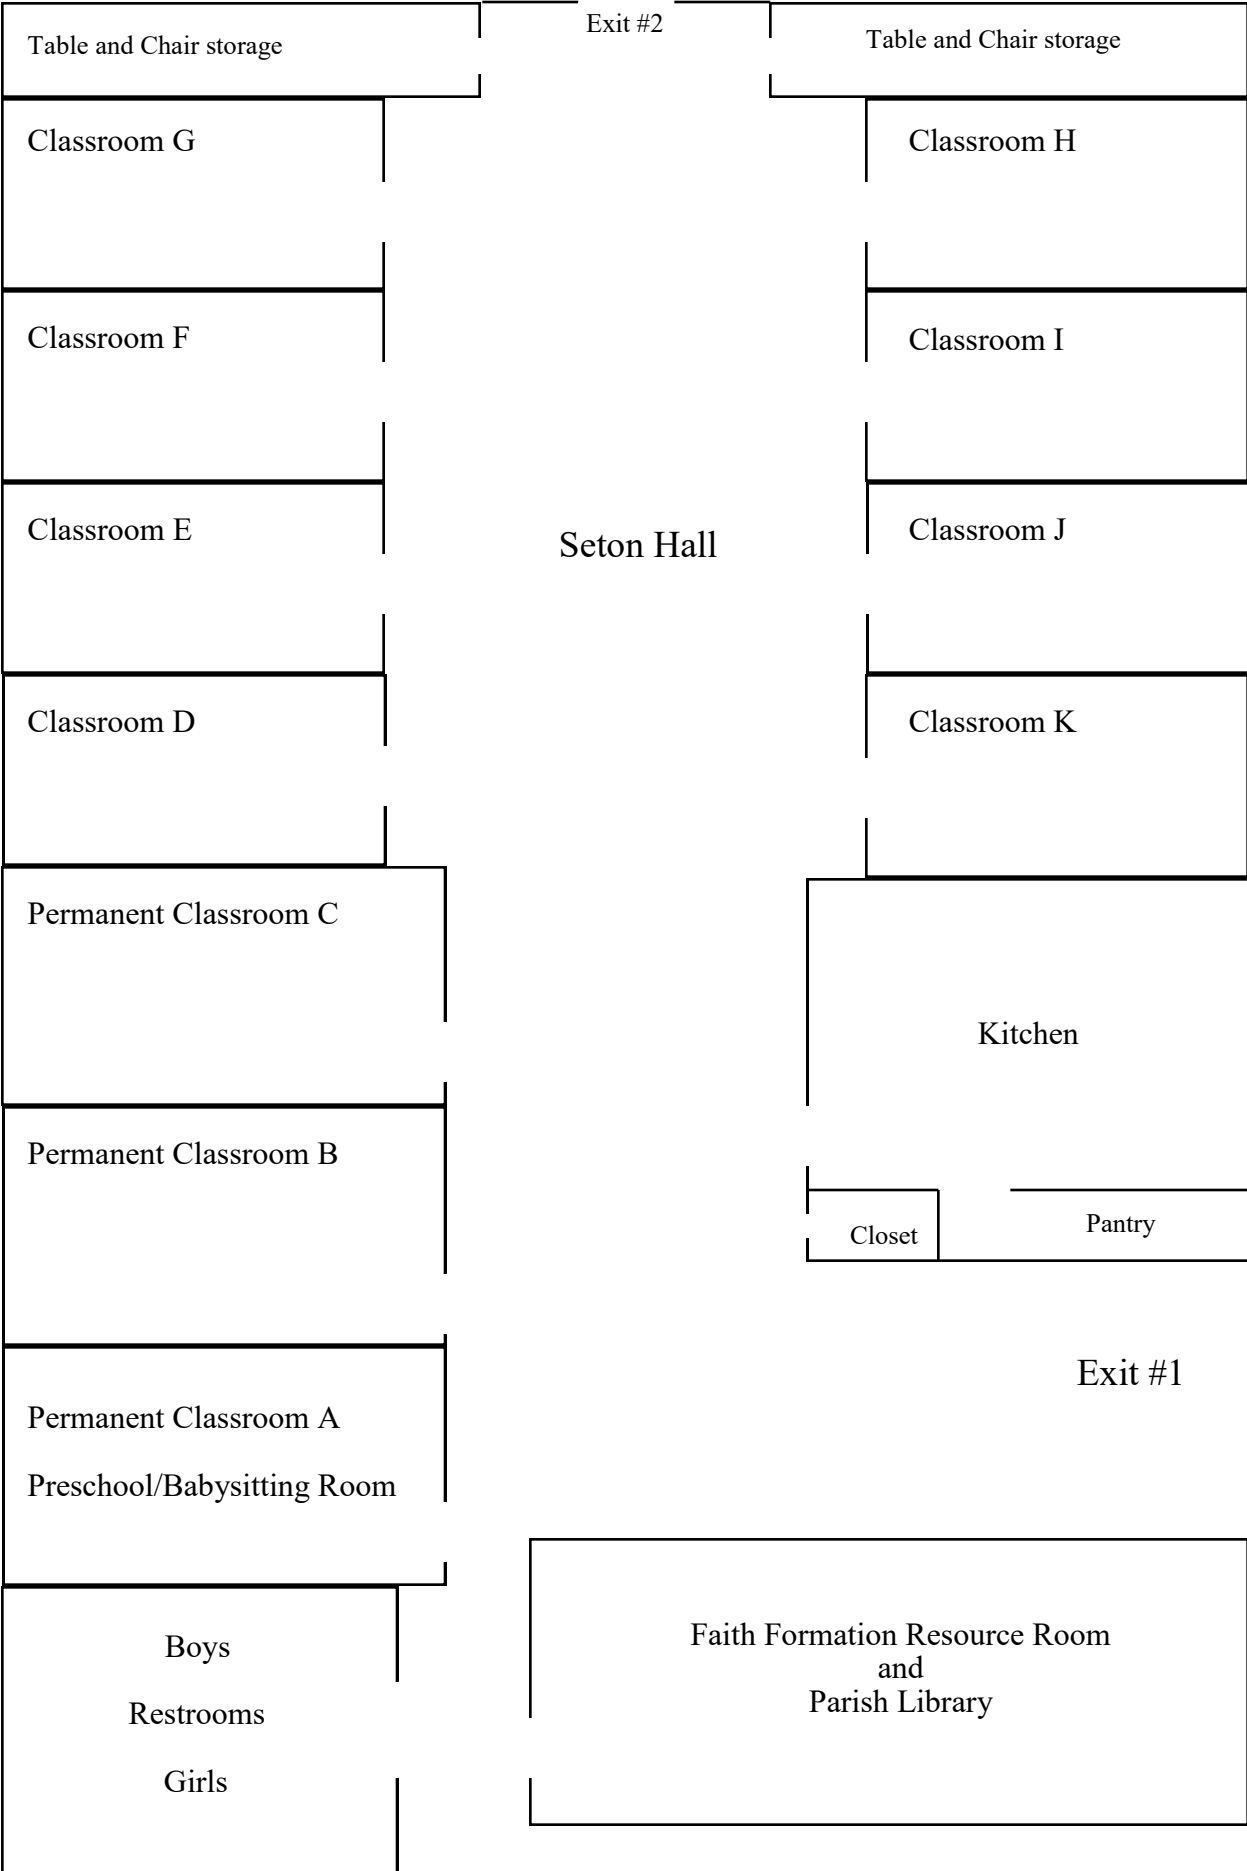 Exit #2
Table and Chair storage
Table and Chair storage
Classroom G
Classroom H
Classroom F
Classroom I
Classroom E
Classroom J
Seton Hall
Classroom D
Classroom K
Permanent Classroom C
Kitchen
Permanent Classroom B
Closet
Pantry
Exit #1
Permanent Classroom A
Preschool/Babysitting Room
Boys
Restrooms
Girls
Faith Formation Resource Room
and
Parish Library